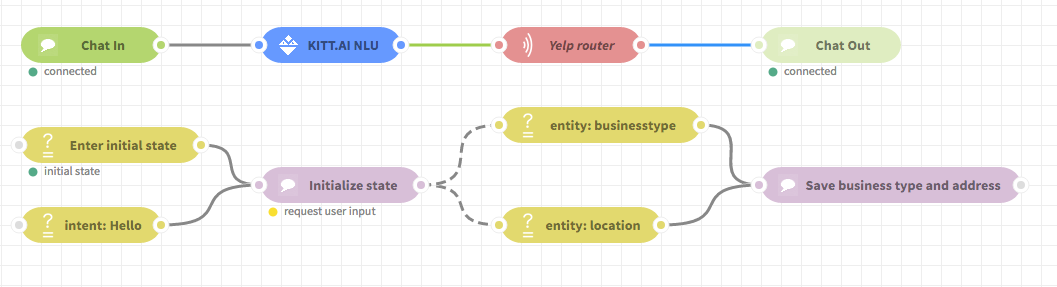 Chat In
KITT.AI NLU
Yelp router
Chat Out
connected
connected
Enter initial state
initial state
entity: businesstype
Initialize state
request user input
Save business type and address
intent: Hello
entity: location